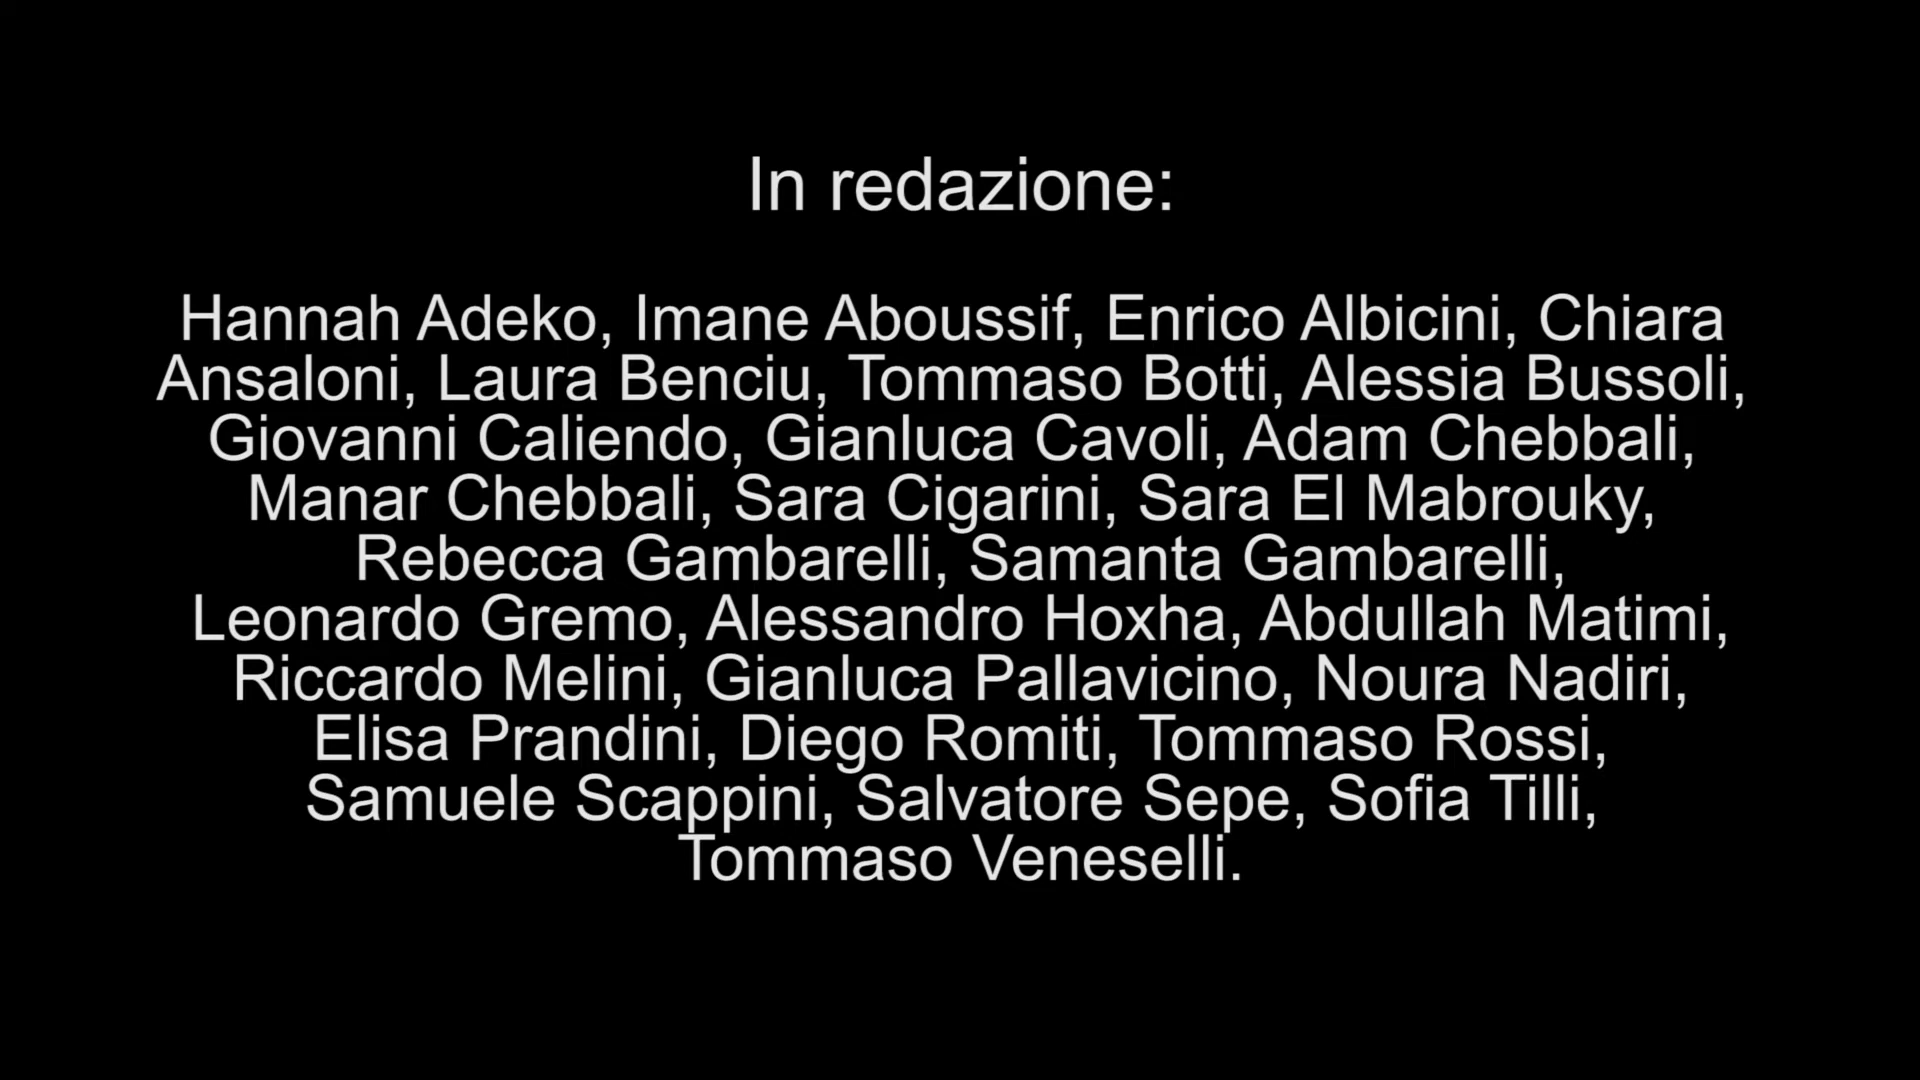 In redazione:
Hannah Adeko, Imane Aboussif, Enrico Albicini, Chiara
Ansaloni, Laura Benciu, Tommaso Botti, Alessia Bussoli,
Giovanni Caliendo, Gianluca Cavoli, Adam Chebbali,
Manar Chebbali, Sara Cigarini, Sara El Mabrouky,
Rebecca Gambarelli, Samanta Gambarelli,
Leonardo Gremo, Alessandro Hoxha, Abdullah Matimi,
Riccardo Melini, Gianluca Pallavicino, Noura Nadiri,
Elisa Prandini, Diego Romiti, Tommaso Rossi,
Samuele Scappini, Salvatore Sepe, Sofia Tilli,
Tommaso Veneselli.